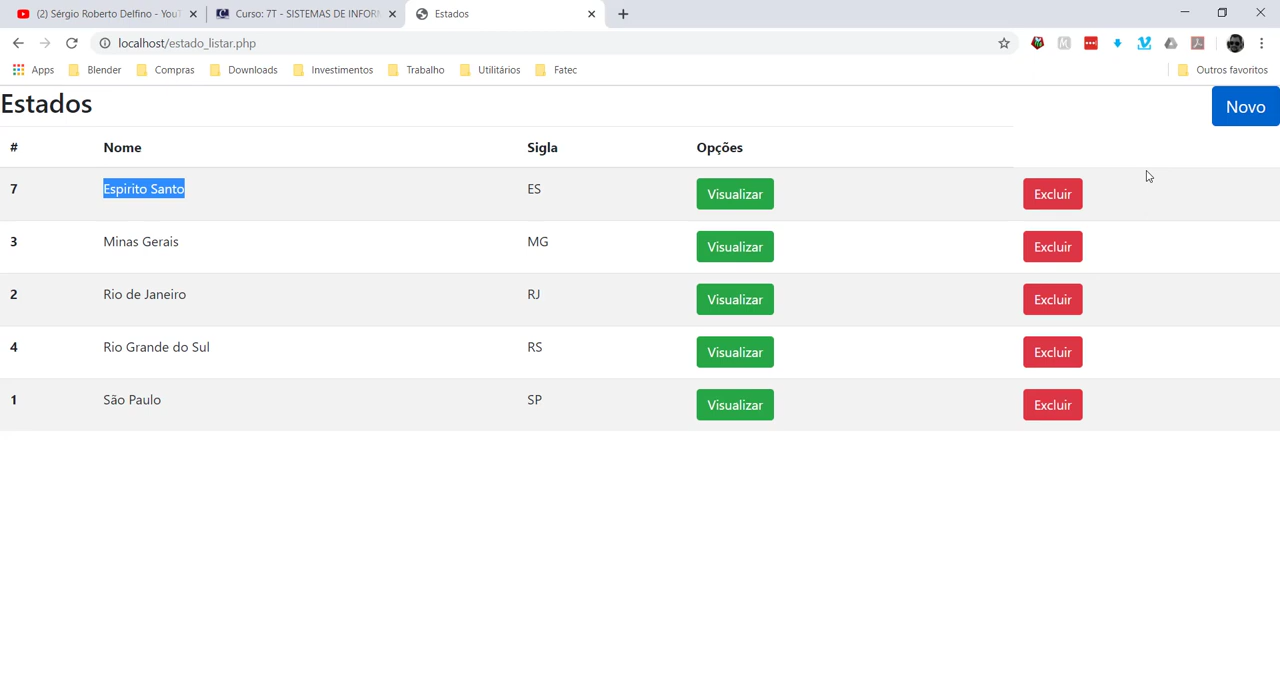 (2) Sérgio Roberto Delfino - YouT
Curso: 7T - SISTEMAS DE INFORM
Estados
localhost/estado_listar.php
Apps Blender Compras Downloads Investimentos Trabalho Utilitários Fatec Outros favoritos
Estados Novo
# Nome Sigla Opções
7 Espirito Santo ES Visualizar Excluir
3 Minas Gerais MG Visualizar Excluir
2 Rio de Janeiro RJ Visualizar Excluir
4 Rio Grande do Sul RS Visualizar Excluir
1 São Paulo SP Visualizar Excluir